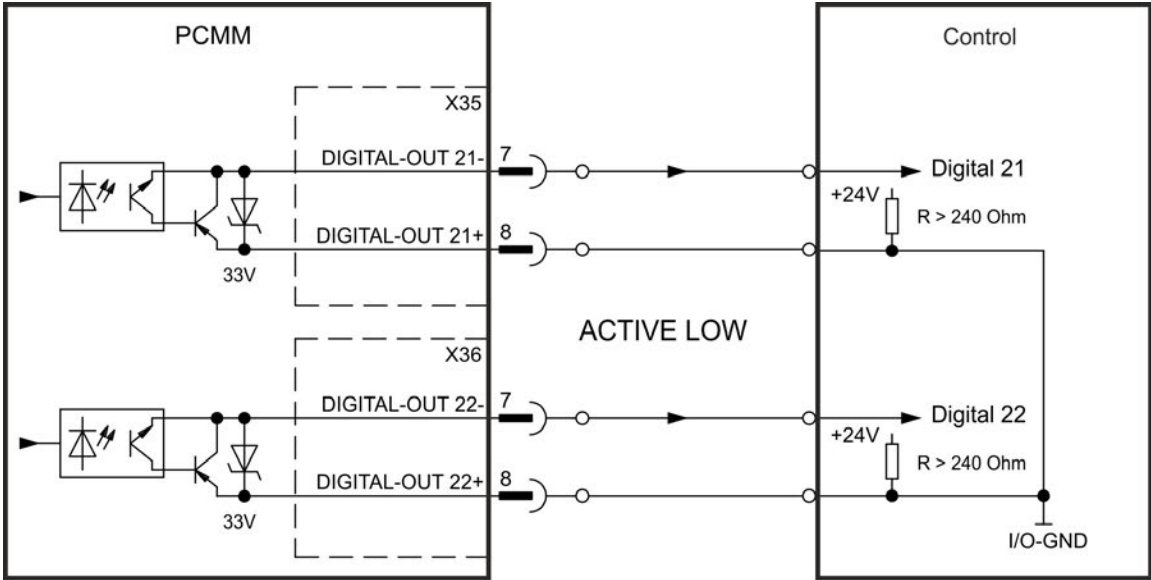 PCMM
Control
X35
DIGITAL-OUT 21-
7
Digital 21
+24V
R > 240 Ohm
DIGITAL-OUT 21+
8
33V
ACTIVE LOW
X36
DIGITAL-OUT 22-
7
Digital 22
+24V
R > 240 Ohm
DIGITAL-OUT 22+
8
33V
I/O-GND